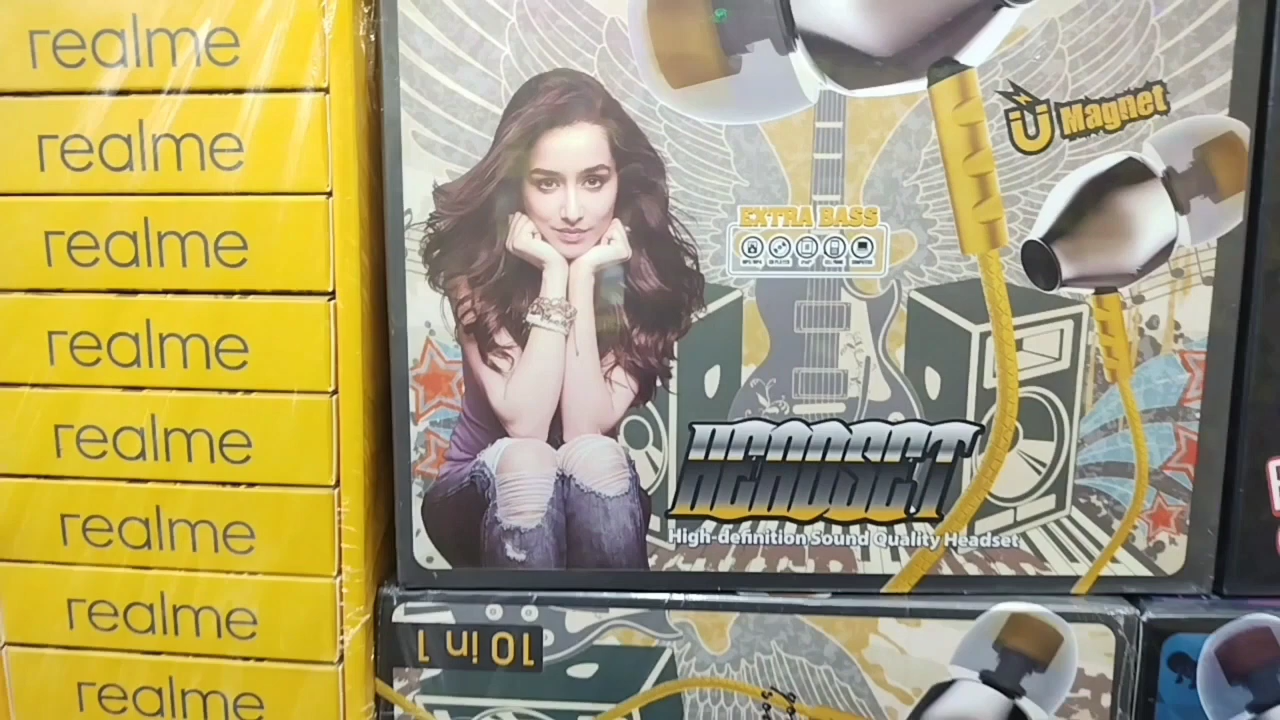 realme
realme
realme
realme
realme
realme
realme
realme
Magnet
EXTRA BASS
HEADSET
High-definition Sound Quality Headset
10 in 1